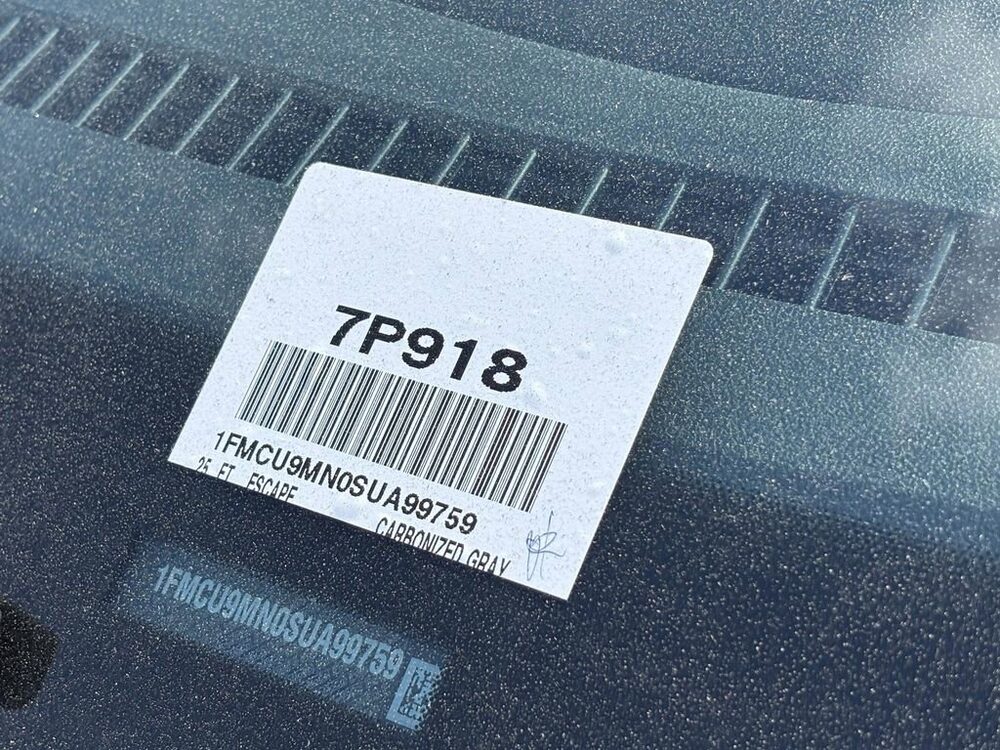 7P918
1FMCU9MN0SUA99759
25 FT ESCAPE
CARBONIZED GRAY
1FMCU9MN0SUA99759